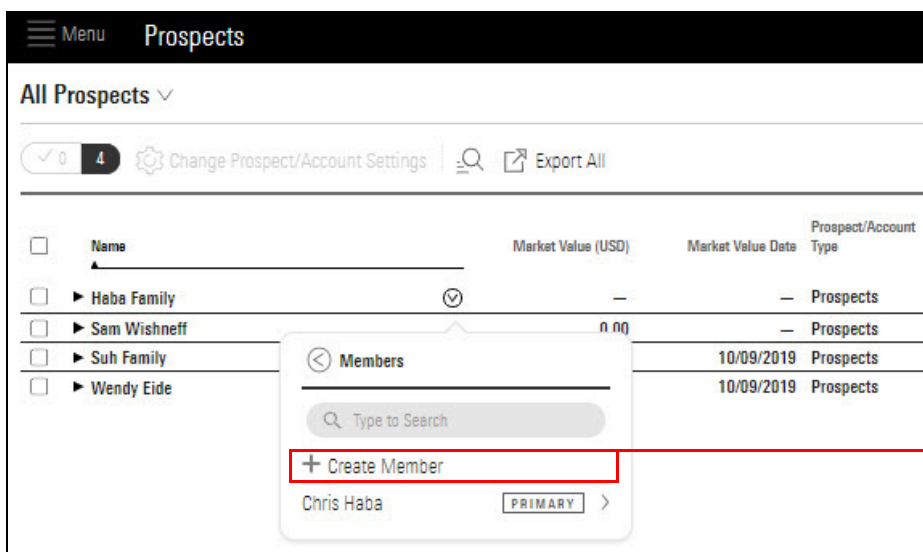 Menu Prospects
All Prospects
0 4 Change Prospect/Account Settings Export All
Name Market Value (USD) Market Value Date Prospect/Account Type
Haba Family — — Prospects
Sam Wishneff 0.00 — Prospects
Suh Family 10/09/2019 Prospects
Wendy Eide 10/09/2019 Prospects
Members
Type to Search
+ Create Member
Chris Haba PRIMARY